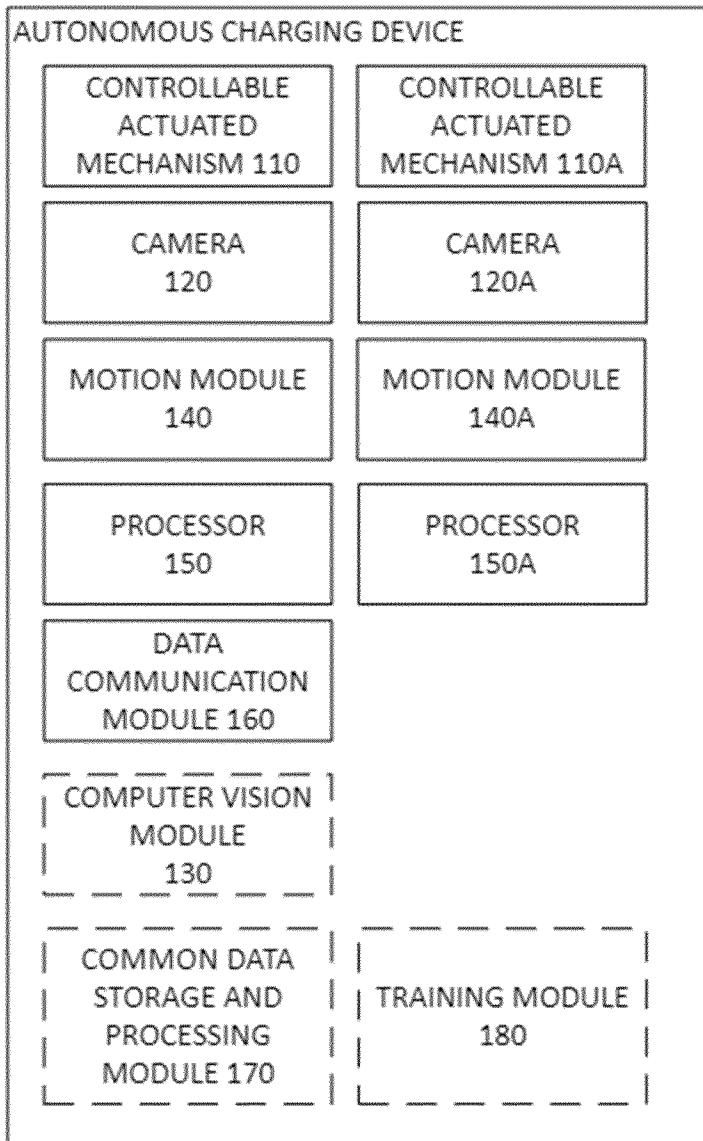 AUTONOMOUS CHARGING DEVICE
CONTROLLABLE
ACTUATED
MECHANISM 110
CONTROLLABLE
ACTUATED
MECHANISM 110A
CAMERA
120
CAMERA
120A
MOTION MODULE
140
MOTION MODULE
140A
PROCESSOR
150
PROCESSOR
150A
DATA
COMMUNICATION
MODULE 160
COMPUTER VISION
MODULE
130
COMMON DATA
STORAGE AND
PROCESSING
MODULE 170
TRAINING MODULE
180